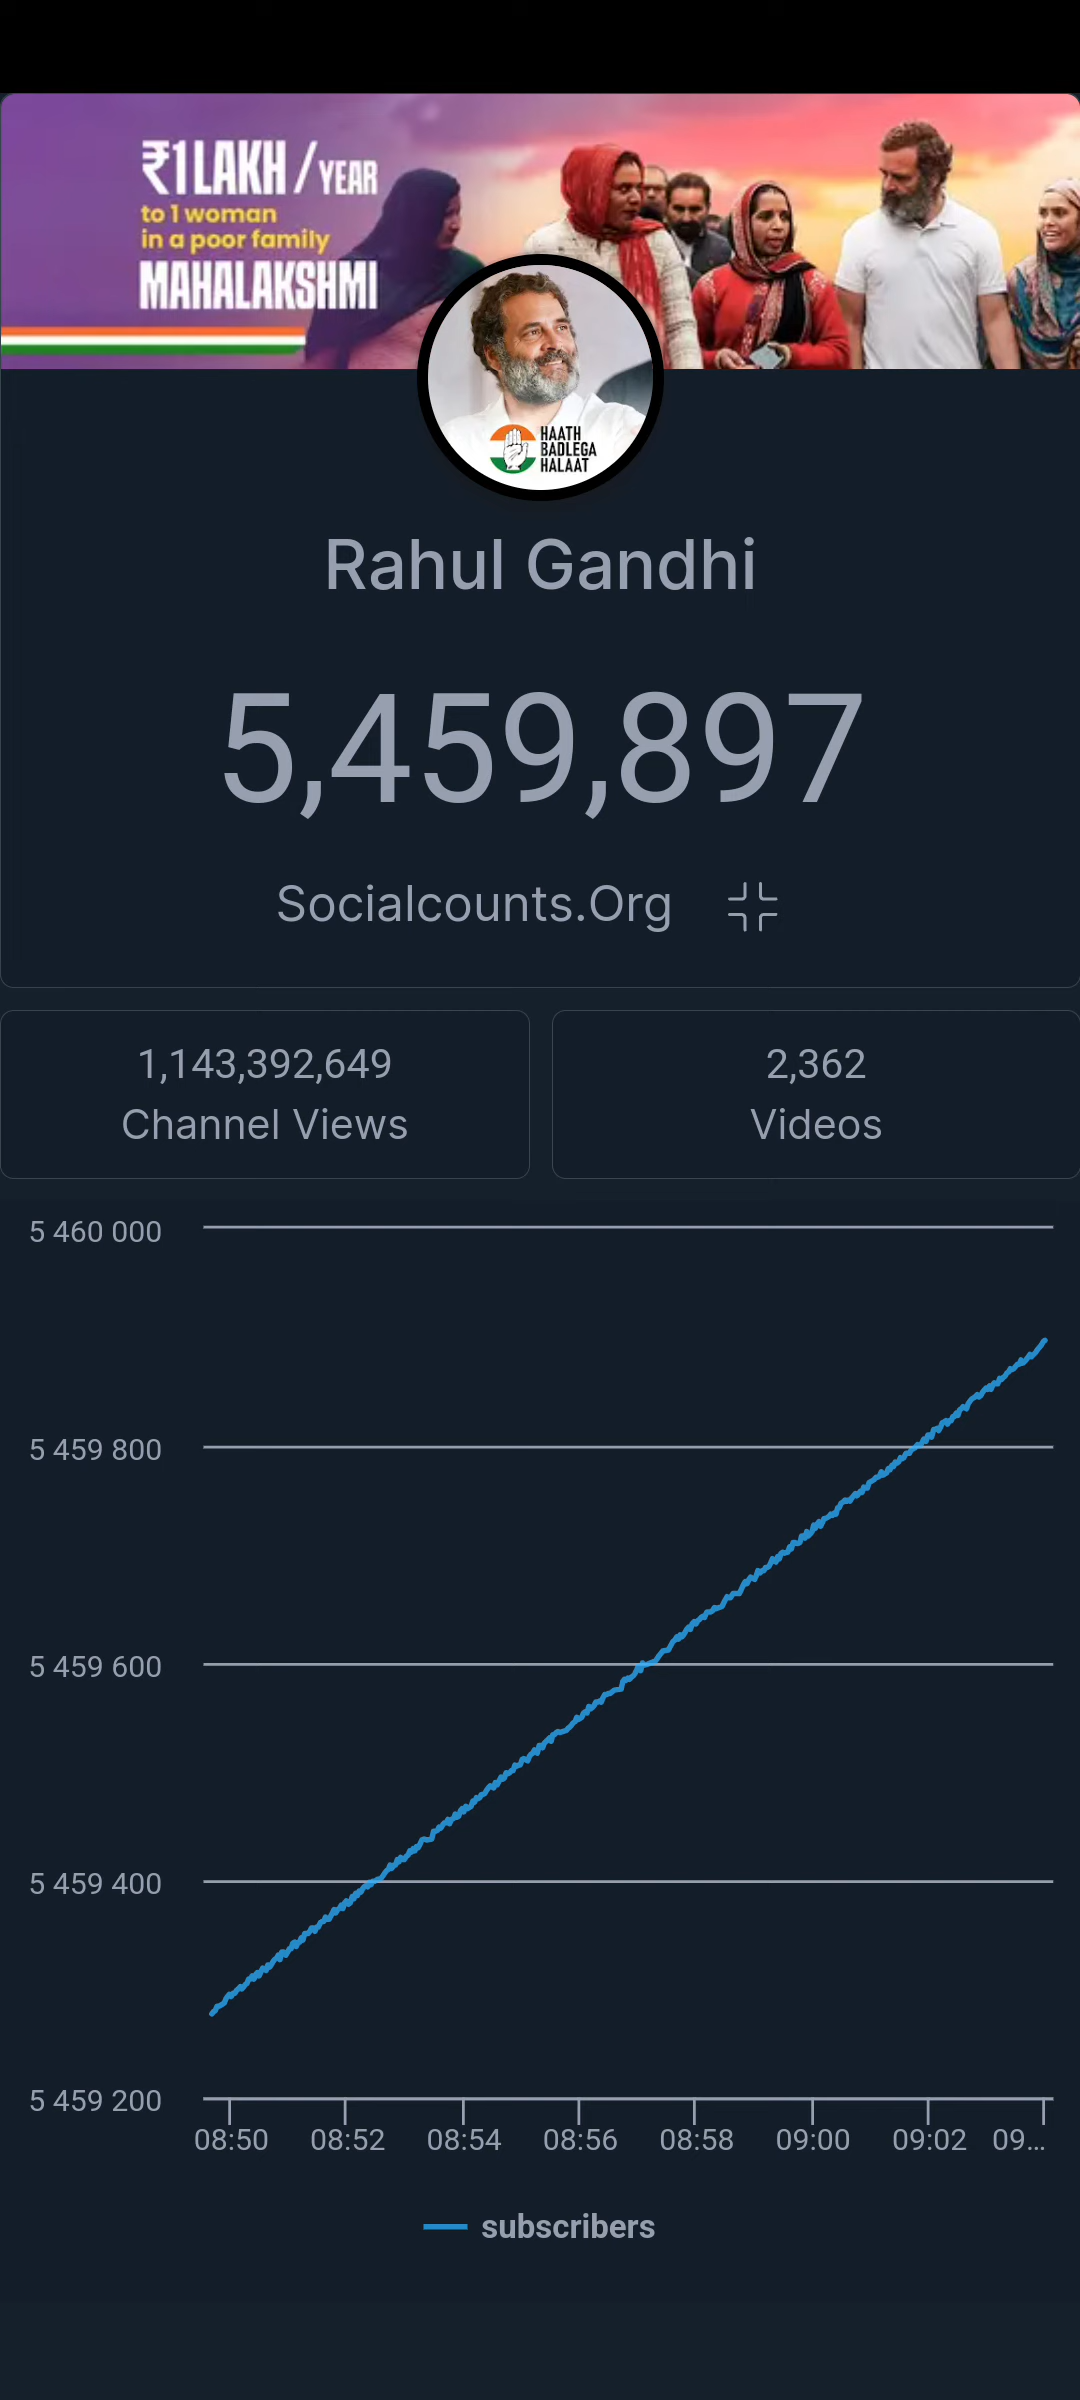 ₹1 LAKH / YEAR
to 1 woman
in a poor family
MAHALAKSHMI
HAATH
BADLEGA
HALAAT
Rahul Gandhi
5,459,897
Socialcounts.Org
1,143,392,649
Channel Views
2,362
Videos
5 460 000
5 459 800
5 459 600
5 459 400
5 459 200
08:50 08:52 08:54 08:56 08:58 09:00 09:02 09...
subscribers